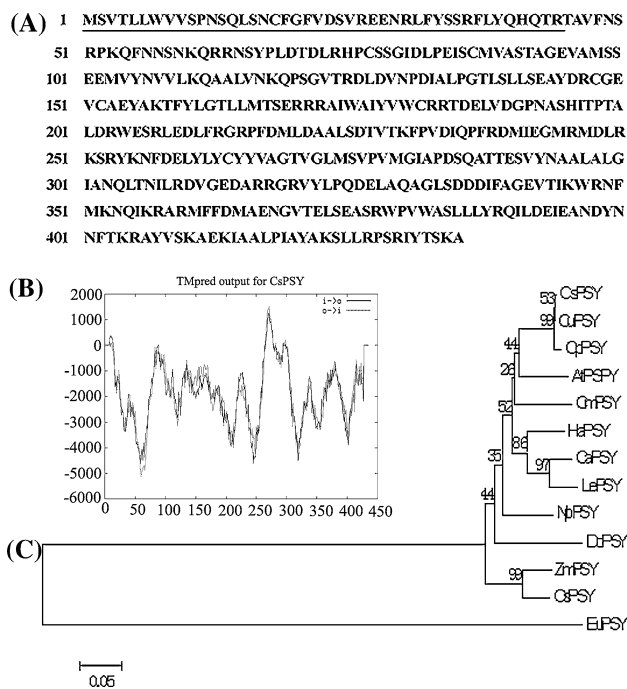 (A)
1 MSVTLLWVVSPNSQLSNCFGFVDSVREENRLFYSSRFLYQHQTRTAVFNS
51 RPKQFNNSNKQRRNSYPLDTDLRHPCSSGIDLPEISCMVASTAGEVAMSS
101 EEMVYNVVLKQAALVNKQPSGVTRDLDVNPDIALPGTLSLLSEAYDRCGE
151 VCAEYAKTFYLGTLLMTSERRRAIWAIYVWCRRTDELVDGPNASHITPTA
201 LDRWESRLEDLFRGRPFDMLDAALSDTVTKFPVDIQPFRDMIEGMRMDLR
251 KSRYKNFDELYLYCYYVAGTVGLMSVPVMGIAPDSQATTESVYNAALALG
301 IANQLTNILRDVGEDARRGRVYLPQDELAQAGLSDDDIFAGEVTIKWRNF
351 MKNQIKRARMFFDMAENGVTELSEASRWPVWASLLLYRQILDEIEANDYN
401 NFTKRAYVSKAEKIAALPIAYAKSLLRPSRIYTSKA
(B)
TMpred output for CsPSY
i->o
o->i
2000
1000
0
-1000
-2000
-3000
-4000
-5000
-6000
0 50 100 150 200 250 300 350 400 450
(C)
53 CsPSY
99 CuPSY
CpPSY
44
AtPSPY
26
CmPSY
52
HaPSY
86
CaPSY
97
LePSY
35
NpPSY
44
DcPSY
ZmPSY
99
OsPSY
EuPSY
0.05